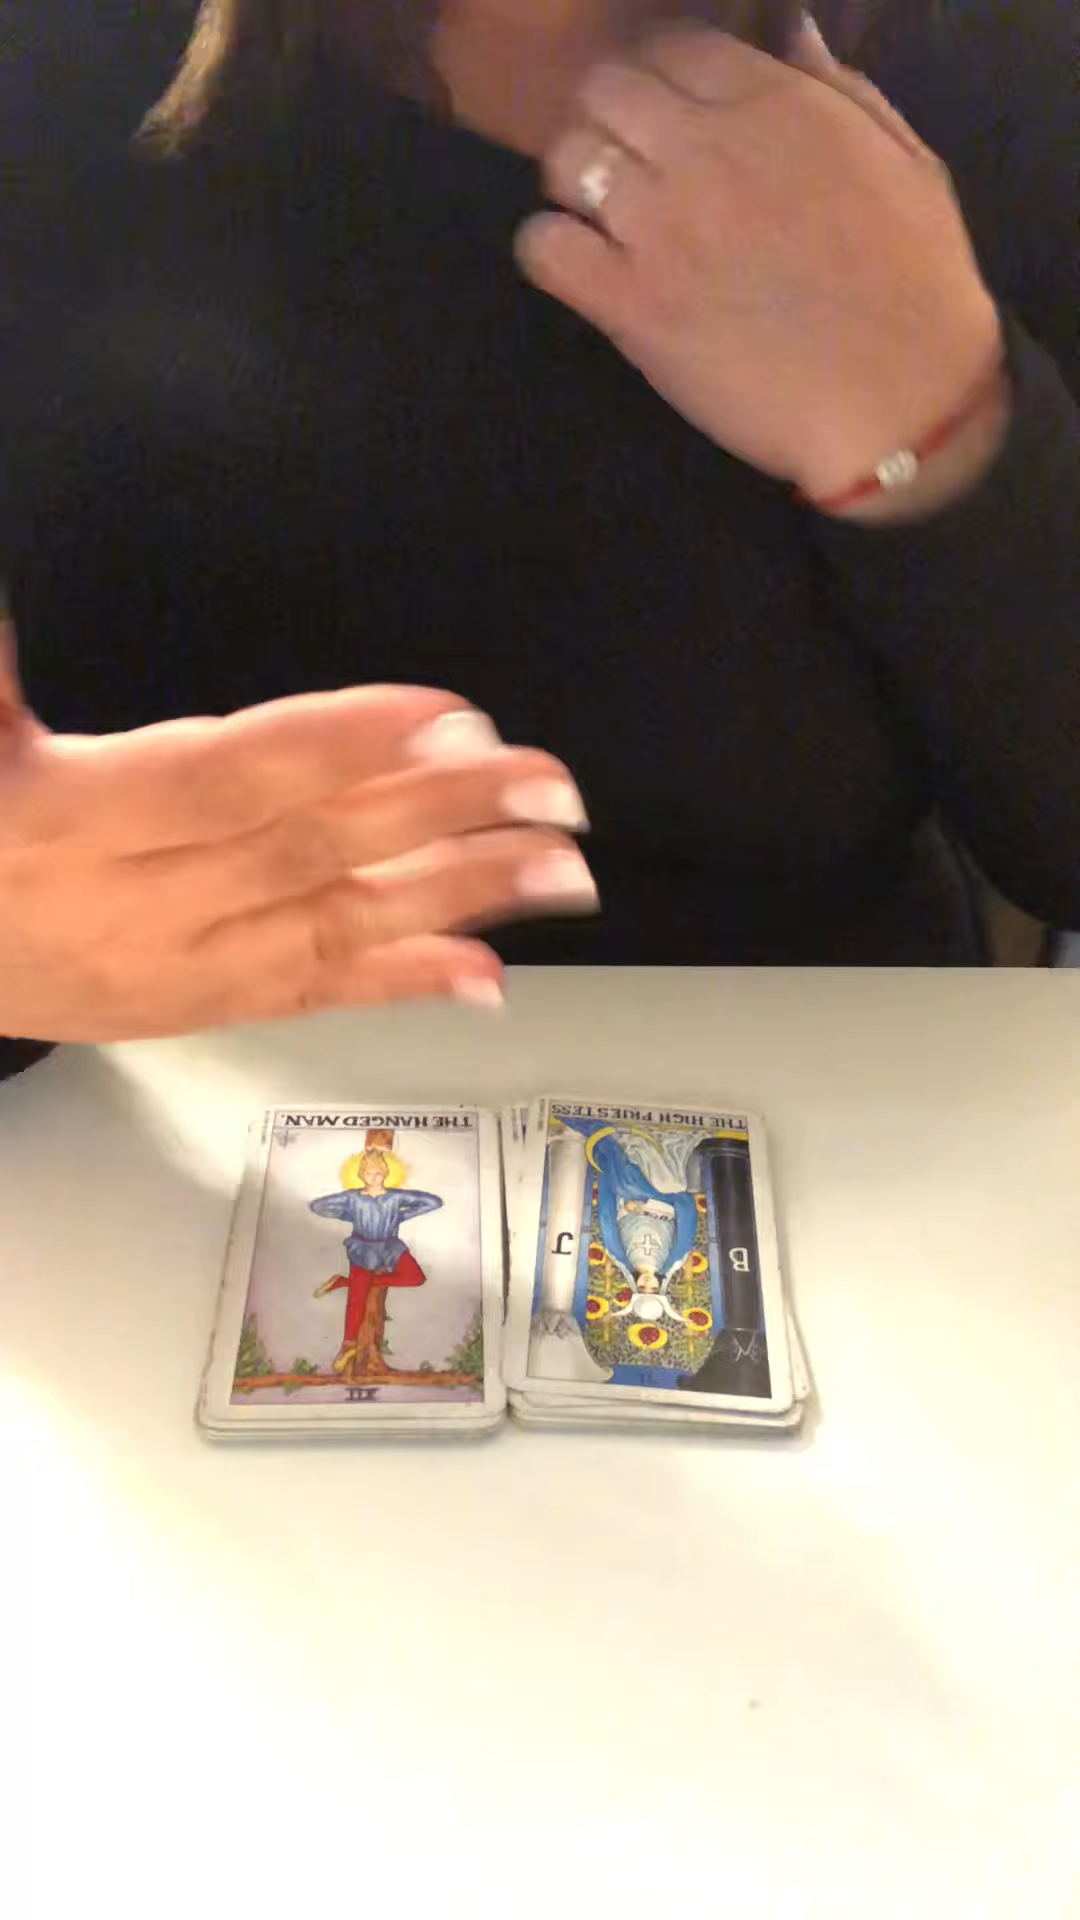 THE HANGED MAN.
XII
THE HIGH PRIESTESS
J
B
II